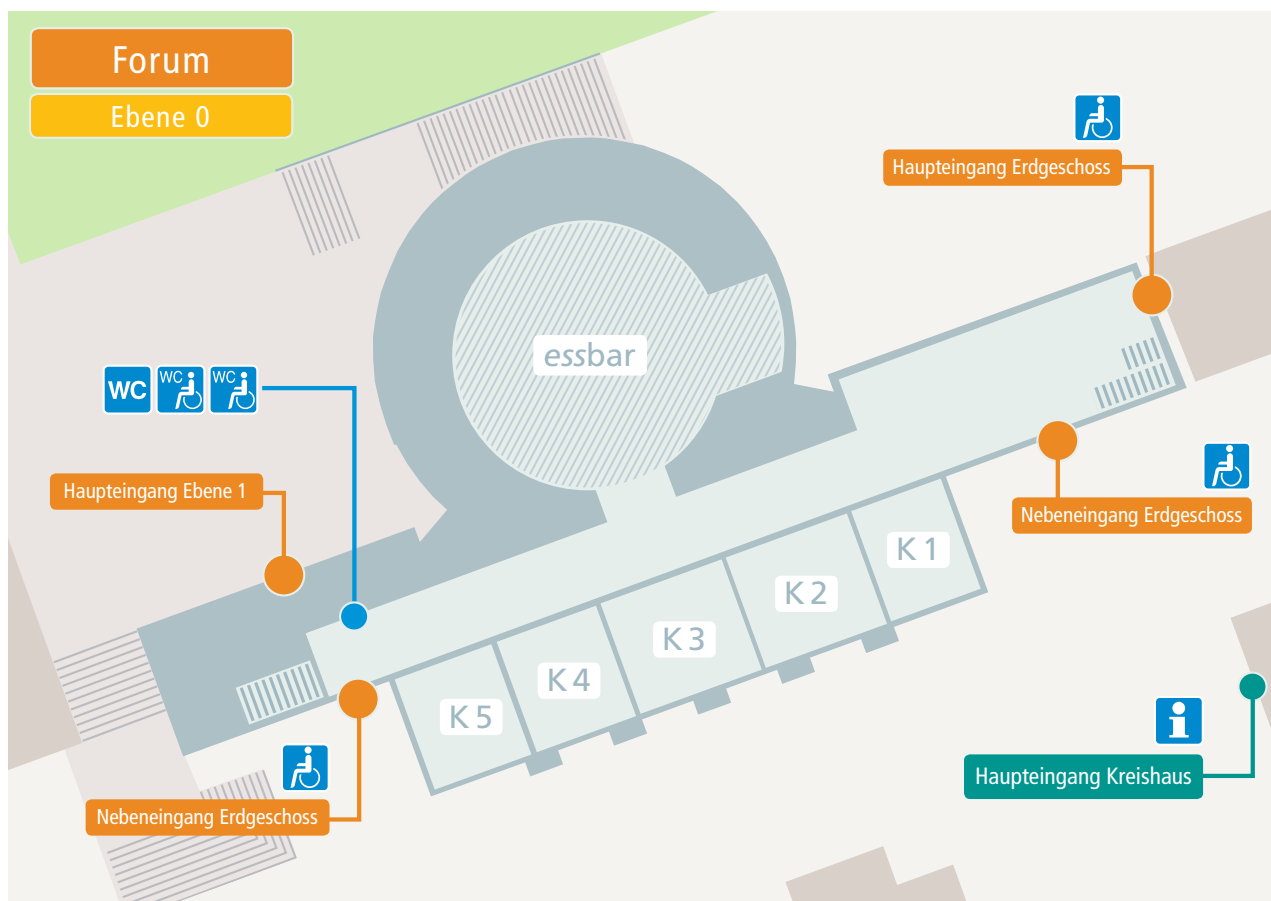 Forum
Ebene 0
Haupteingang Erdgeschoss
essbar
WC
WC
WC
Haupteingang Ebene 1
Nebeneingang Erdgeschoss
K 1
K 2
K 3
K 4
K 5
Haupteingang Kreishaus
Nebeneingang Erdgeschoss